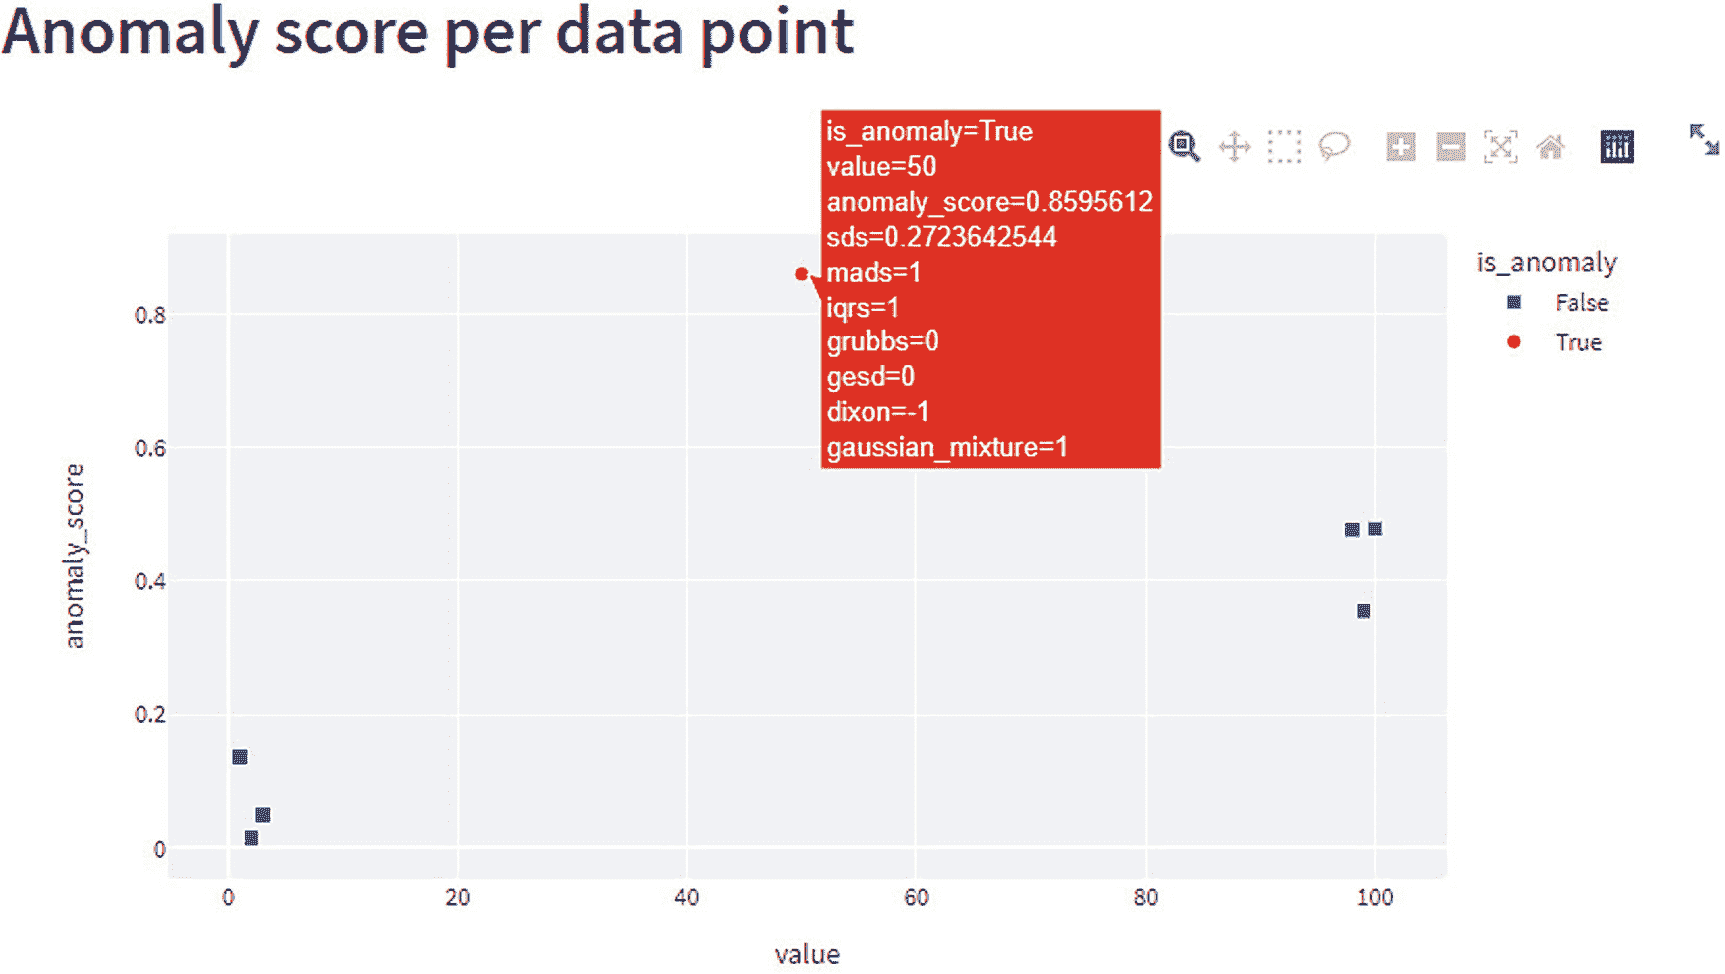 Anomaly score per data point
is_anomaly=True
value=50
anomaly_score=0.8595612
sds=0.2723642544
mads=1
iqrs=1
grubbs=0
gesd=0
dixon=-1
gaussian_mixture=1
is_anomaly
False
True
anomaly_score
0.8
0.6
0.4
0.2
0
0
20
40
60
80
100
value